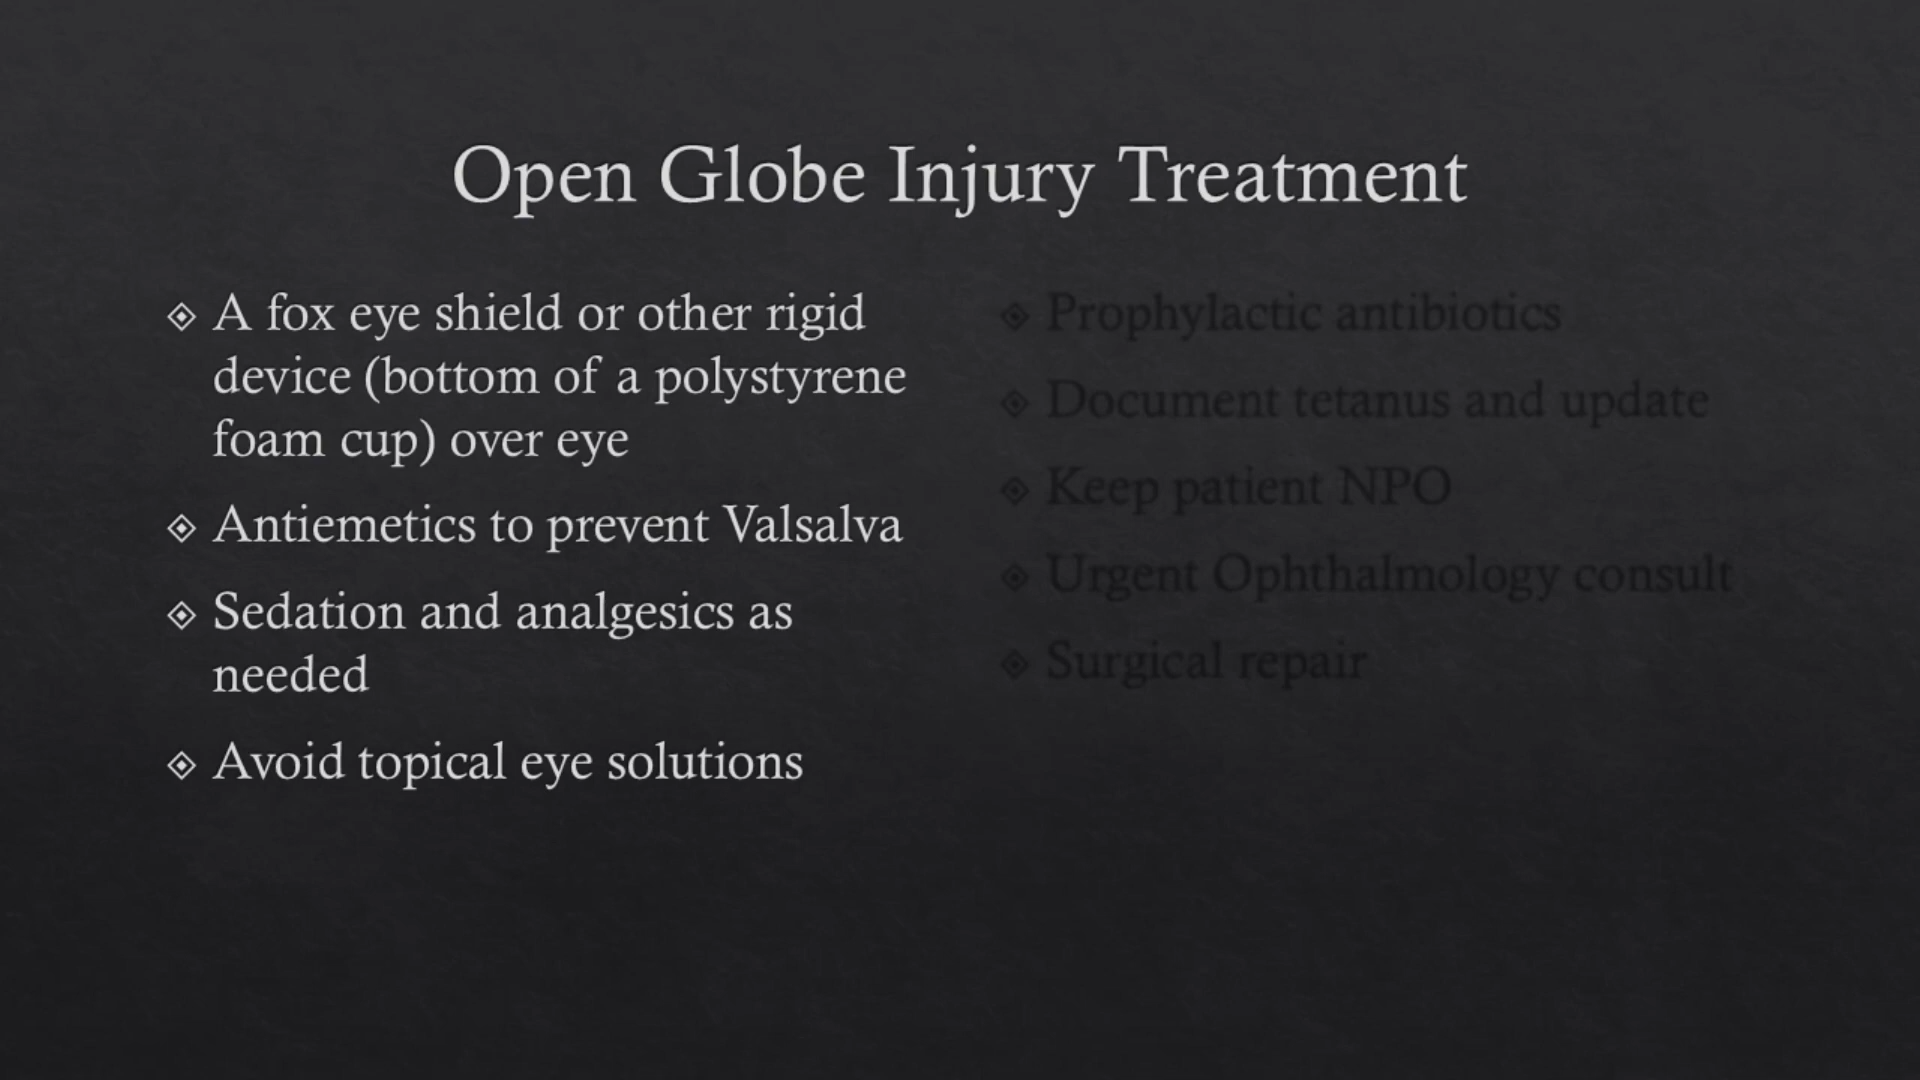 Open Globe Injury Treatment
A fox eye shield or other rigid
device (bottom of a polystyrene
foam cup) over eye
Antiemetics to prevent Valsalva
Sedation and analgesics as
needed
Avoid topical eye solutions
Prophylactic antibiotics
Document tetanus and update
Keep patient NPO
Urgent Ophthalmology consult
Surgical repair